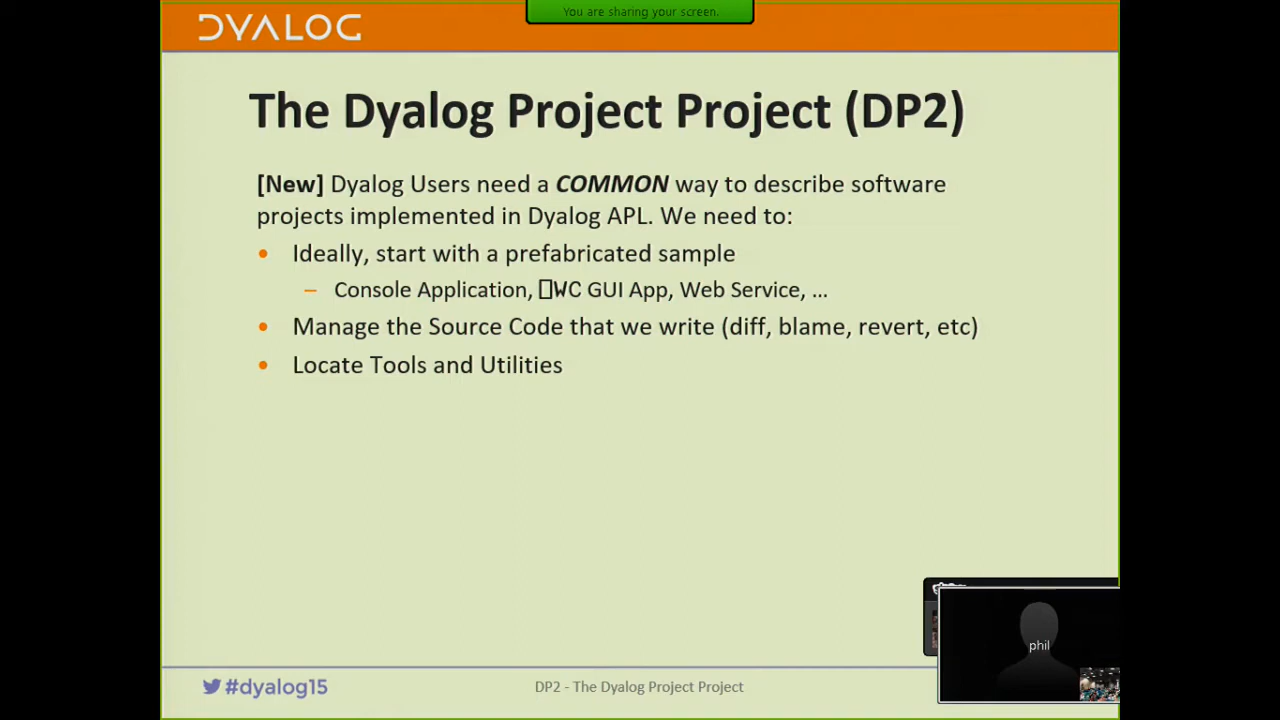 You are sharing your screen.
DYALOG
The Dyalog Project Project (DP2)
[New] Dyalog Users need a COMMON way to describe software
projects implemented in Dyalog APL. We need to:
• Ideally, start with a prefabricated sample
– Console Application, ⎕WC GUI App, Web Service, ...
• Manage the Source Code that we write (diff, blame, revert, etc)
• Locate Tools and Utilities
phil
#dyalog15
DP2 - The Dyalog Project Project